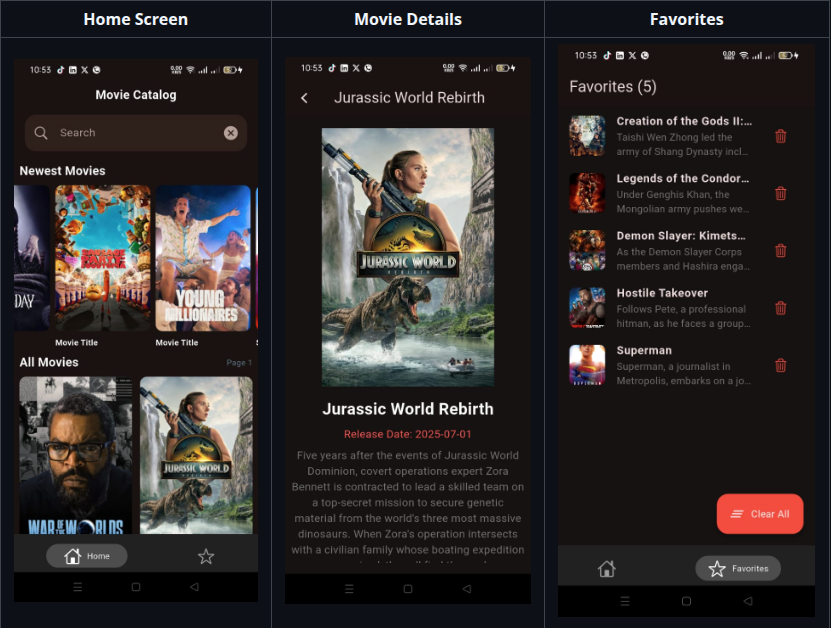 Home Screen
Movie Details
Favorites
10:53
Movie Catalog
Search
Newest Movies
DAY
YOUNG
MILLIONAIRES
Movie Title
Movie Title
All Movies
Page 1
JURASSIC WORLD
REBIRTH
WAR OF THE WORLDS
Home
10:53
Jurassic World Rebirth
JURASSIC WORLD
REBIRTH
Jurassic World Rebirth
Release Date: 2025-07-01
Five years after the events of Jurassic World
Dominion, covert operations expert Zora
Bennett is contracted to lead a skilled team on
a top-secret mission to secure genetic
material from the world's three most massive
dinosaurs. When Zora's operation intersects
with a civilian family whose boating expedition
10:53
Favorites (5)
Creation of the Gods II:...
Taishi Wen Zhong led the
army of Shang Dynasty incl...
Legends of the Condor...
Under Genghis Khan, the
Mongolian army pushes we...
Demon Slayer: Kimets...
As the Demon Slayer Corps
members and Hashira enga...
Hostile Takeover
Follows Pete, a professional
hitman, as he faces a group...
Superman
Superman, a journalist in
Metropolis, embarks on a jo...
SUPERMAN
Clear All
Favorites